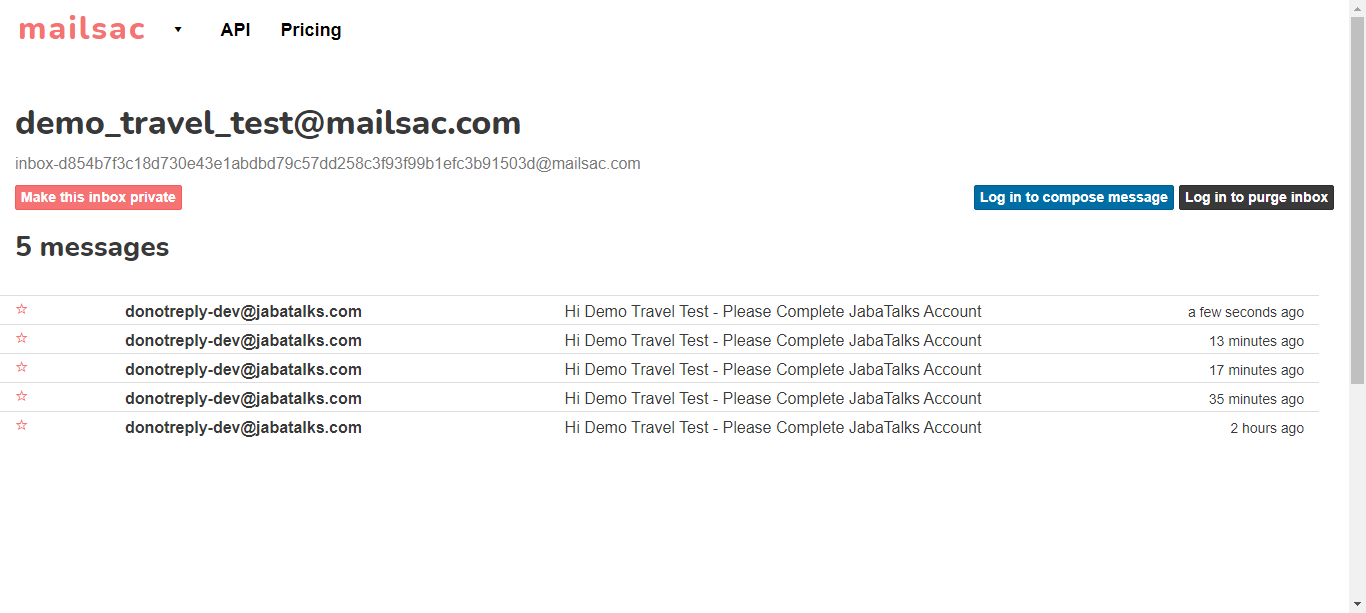 mailsac API Pricing
demo_travel_test@mailsac.com
inbox-d854b7f3c18d730e43e1abdbd79c57dd258c3f93f99b1efc3b91503d@mailsac.com
Make this inbox private Log in to compose message Log in to purge inbox
5 messages
donotreply-dev@jabatalks.com Hi Demo Travel Test - Please Complete JabaTalks Account a few seconds ago
donotreply-dev@jabatalks.com Hi Demo Travel Test - Please Complete JabaTalks Account 13 minutes ago
donotreply-dev@jabatalks.com Hi Demo Travel Test - Please Complete JabaTalks Account 17 minutes ago
donotreply-dev@jabatalks.com Hi Demo Travel Test - Please Complete JabaTalks Account 35 minutes ago
donotreply-dev@jabatalks.com Hi Demo Travel Test - Please Complete JabaTalks Account 2 hours ago